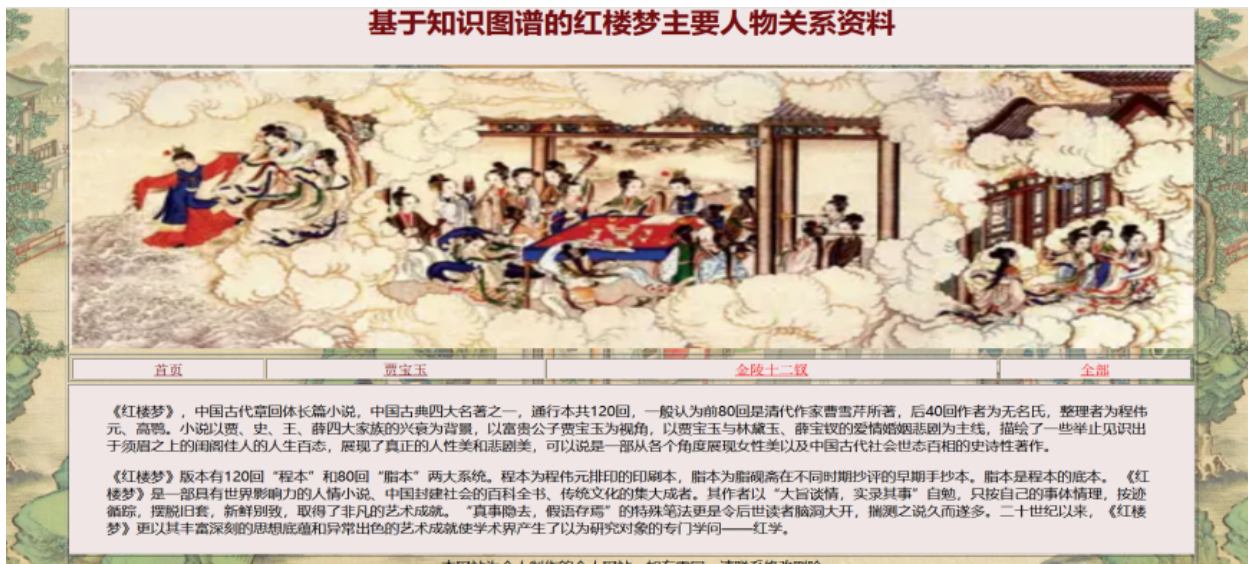 基于知识图谱的红楼梦主要人物关系资料
首页 贾宝玉 金陵十二钗 全部
《红楼梦》，中国古代章回体长篇小说，中国古典四大名著之一，通行本共120回，一般认为前80回是清代作家曹雪芹所著，后40回作者为无名氏，整理者为程伟
元、高鹗。小说以贾、史、王、薛四大家族的兴衰为背景，以富贵公子贾宝玉为视角，以贾宝玉与林黛玉、薛宝钗的爱情婚姻悲剧为主线，描绘了一些举止见识出
于须眉之上的闺阁佳人的人生百态，展现了真正的人性美和悲剧美，可以说是一部从各个角度展现女性美以及中国古代社会世态百相的史诗性著作。
《红楼梦》版本有120回“程本”和80回“脂本”两大系统。程本为程伟元排印的印刷本，脂本为脂砚斋在不同时期抄评的早期手抄本。脂本是程本的底本。 《红
楼梦》是一部具有世界影响力的人情小说、中国封建社会的百科全书、传统文化的集大成者。其作者以“大旨谈情，实录其事”自勉，只按自己的事体情理，按迹
循踪，摆脱旧套，新鲜别致，取得了非凡的艺术成就。“真事隐去，假语存焉”的特殊笔法更是令后世读者脑洞大开，揣测之说久而遂多。二十世纪以来，《红楼
梦》更以其丰富深刻的思想底蕴和异常出色的艺术成就使学术界产生了以为研究对象的专门学问——红学。